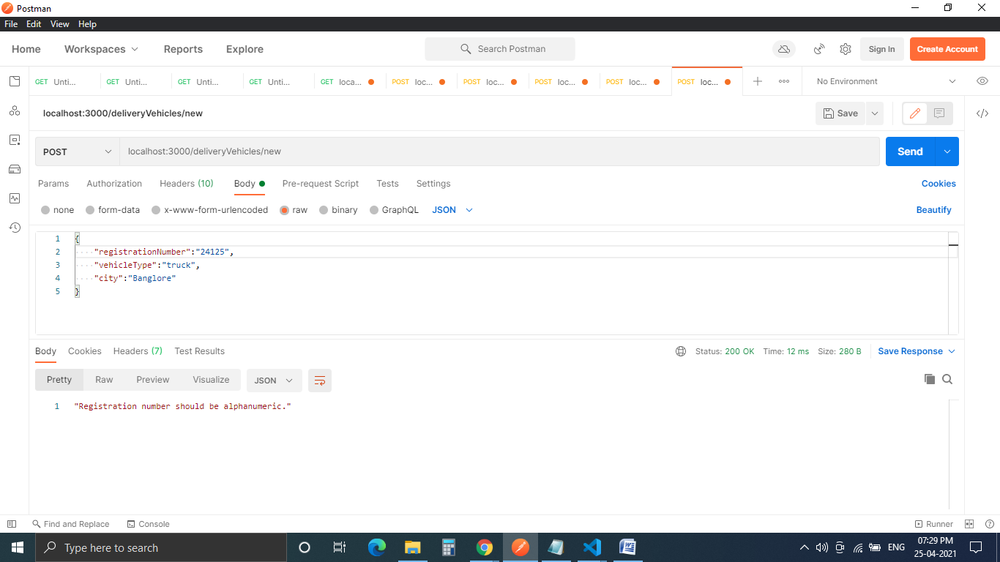 Postman
File Edit View Help
Home Workspaces Reports Explore Search Postman Sign In Create Account
GET Unti... GET Unti... GET Unti... GET Unti... GET loca... POST loc... POST loc... POST loc... POST loc... POST loc... No Environment
localhost:3000/deliveryVehicles/new Save
POST localhost:3000/deliveryVehicles/new Send
Params Authorization Headers (10) Body Pre-request Script Tests Settings Cookies
none form-data x-www-form-urlencoded raw binary GraphQL JSON Beautify
1 {
2 "registrationNumber":"24125",
3 "vehicleType":"truck",
4 "city":"Banglore"
5 }
Body Cookies Headers (7) Test Results Status: 200 OK Time: 12 ms Size: 280 B Save Response
Pretty Raw Preview Visualize JSON
1 "Registration number should be alphanumeric."
Find and Replace Console Runner
Type here to search ENG 07:29 PM
25-04-2021